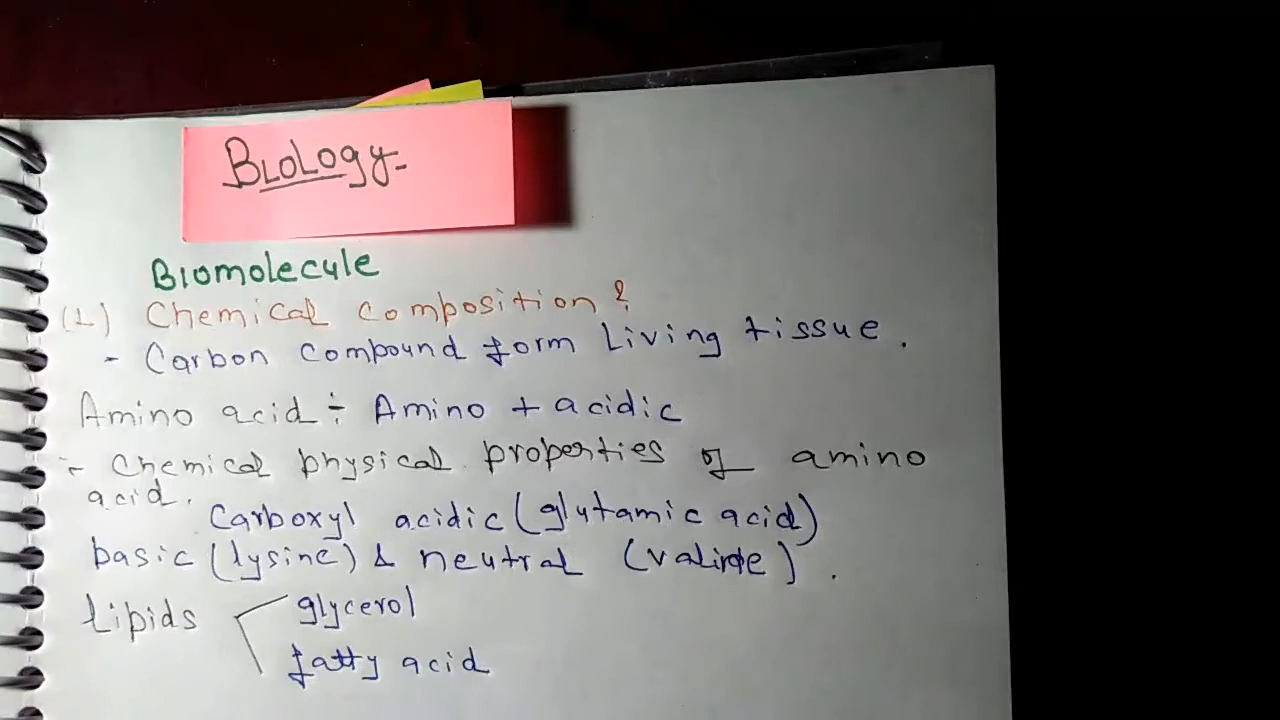 BIOLOGY-
Biomolecule
(1) Chemical composition?
- Carbon compound form living tissue.
Amino acid ÷ Amino + acidic
- Chemical physical properties of amino
acid.
Carboxyl acidic (glutamic acid)
basic (lysine) & neutral (valine).
lipids glycerol
fatty acid